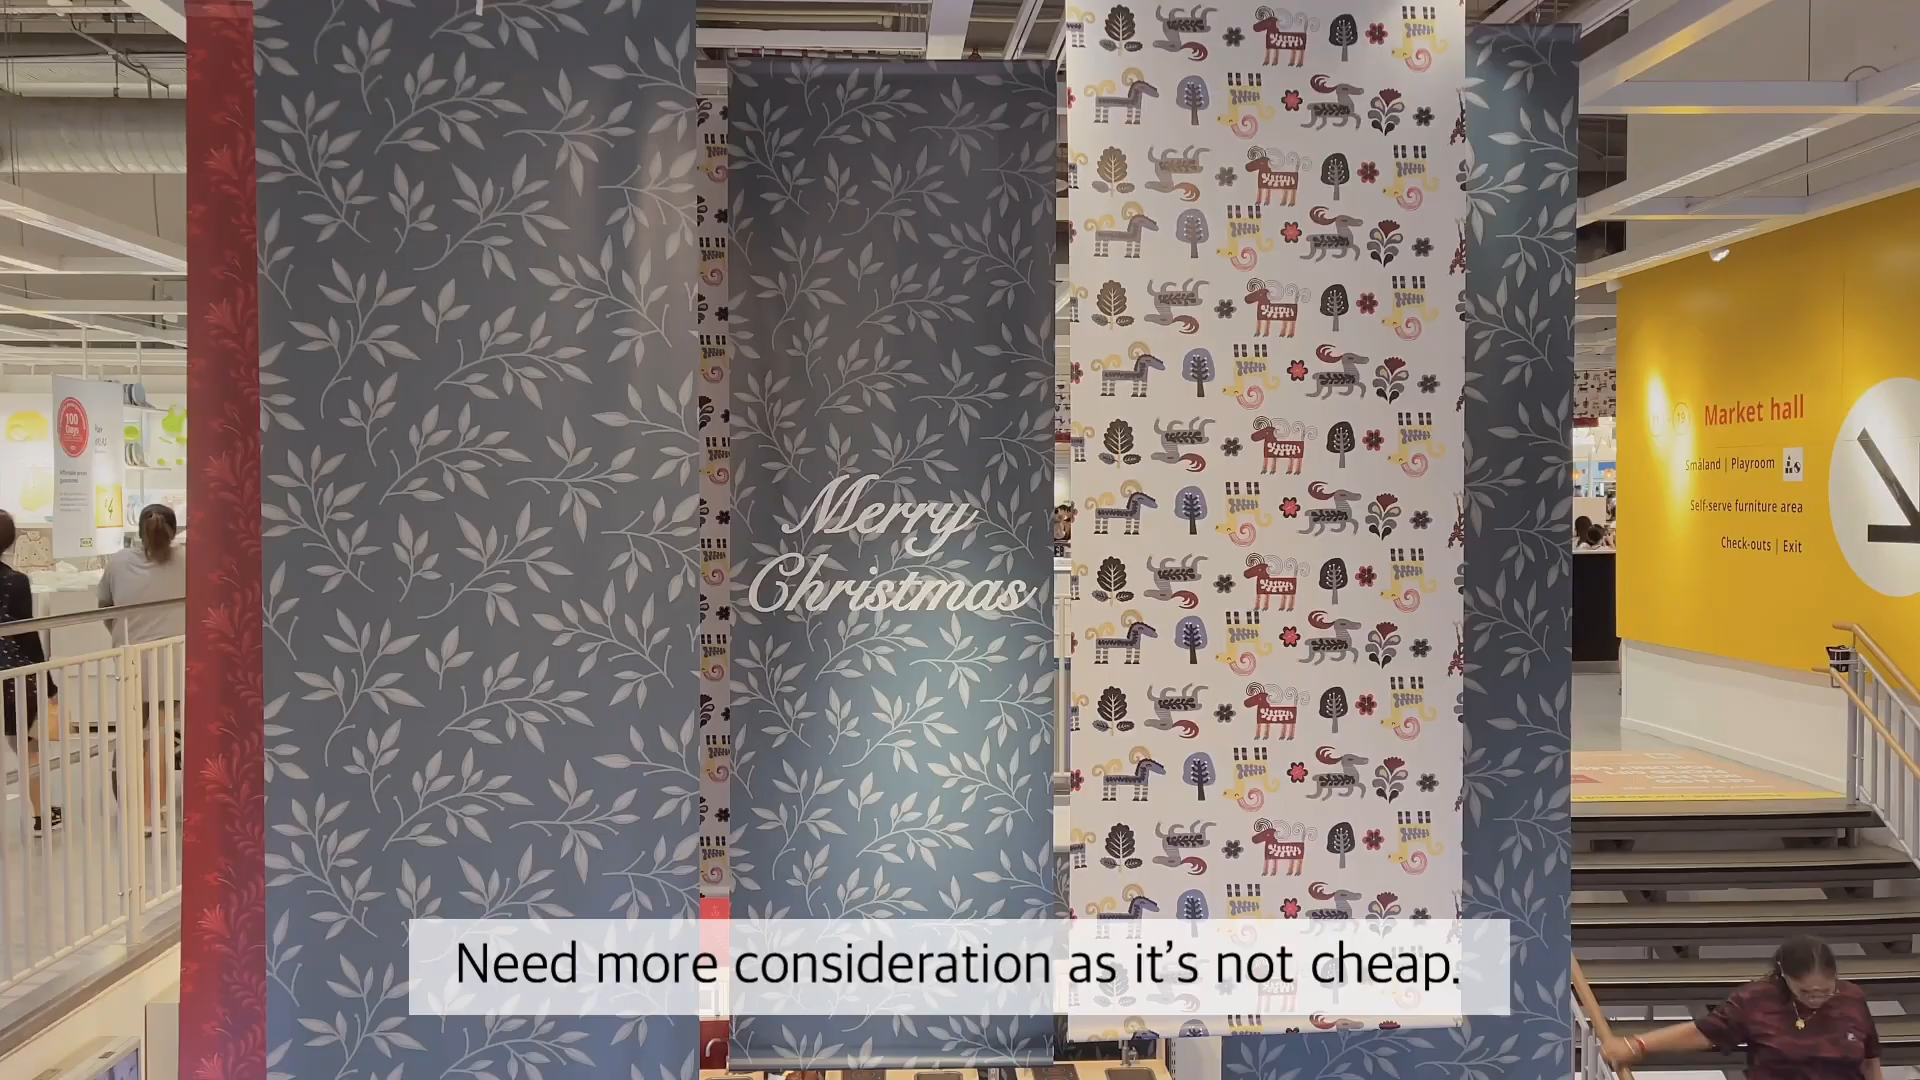 Merry
Christmas
100
Days
Market hall
Småland | Playroom
Self-serve furniture area
Check-outs | Exit
Need more consideration as it’s not cheap.